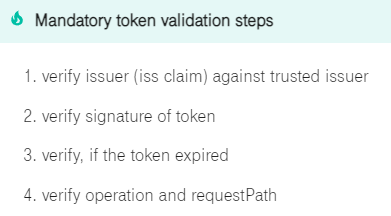 Mandatory token validation steps
1. verify issuer (iss claim) against trusted issuer
2. verify signature of token
3. verify, if the token expired
4. verify operation and requestPath